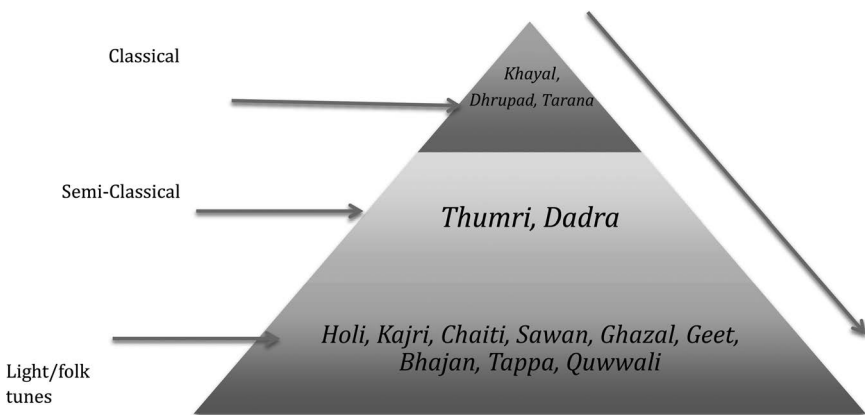 Classical
Khayal,
Dhrupad, Tarana
Semi-Classical
Thumri, Dadra
Holi, Kajri, Chaiti, Sawan, Ghazal, Geet,
Bhajan, Tappa, Quwwali
Light/folk
tunes